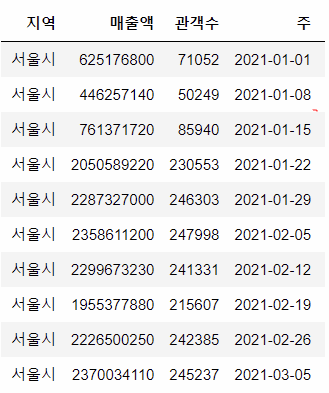 지역 매출액 관객수 주
서울시 625176800 71052 2021-01-01
서울시 446257140 50249 2021-01-08
서울시 761371720 85940 2021-01-15
서울시 2050589220 230553 2021-01-22
서울시 2287327000 246303 2021-01-29
서울시 2358611200 247998 2021-02-05
서울시 2299673230 241331 2021-02-12
서울시 1955377880 215607 2021-02-19
서울시 2226500250 242385 2021-02-26
서울시 2370034110 245237 2021-03-05